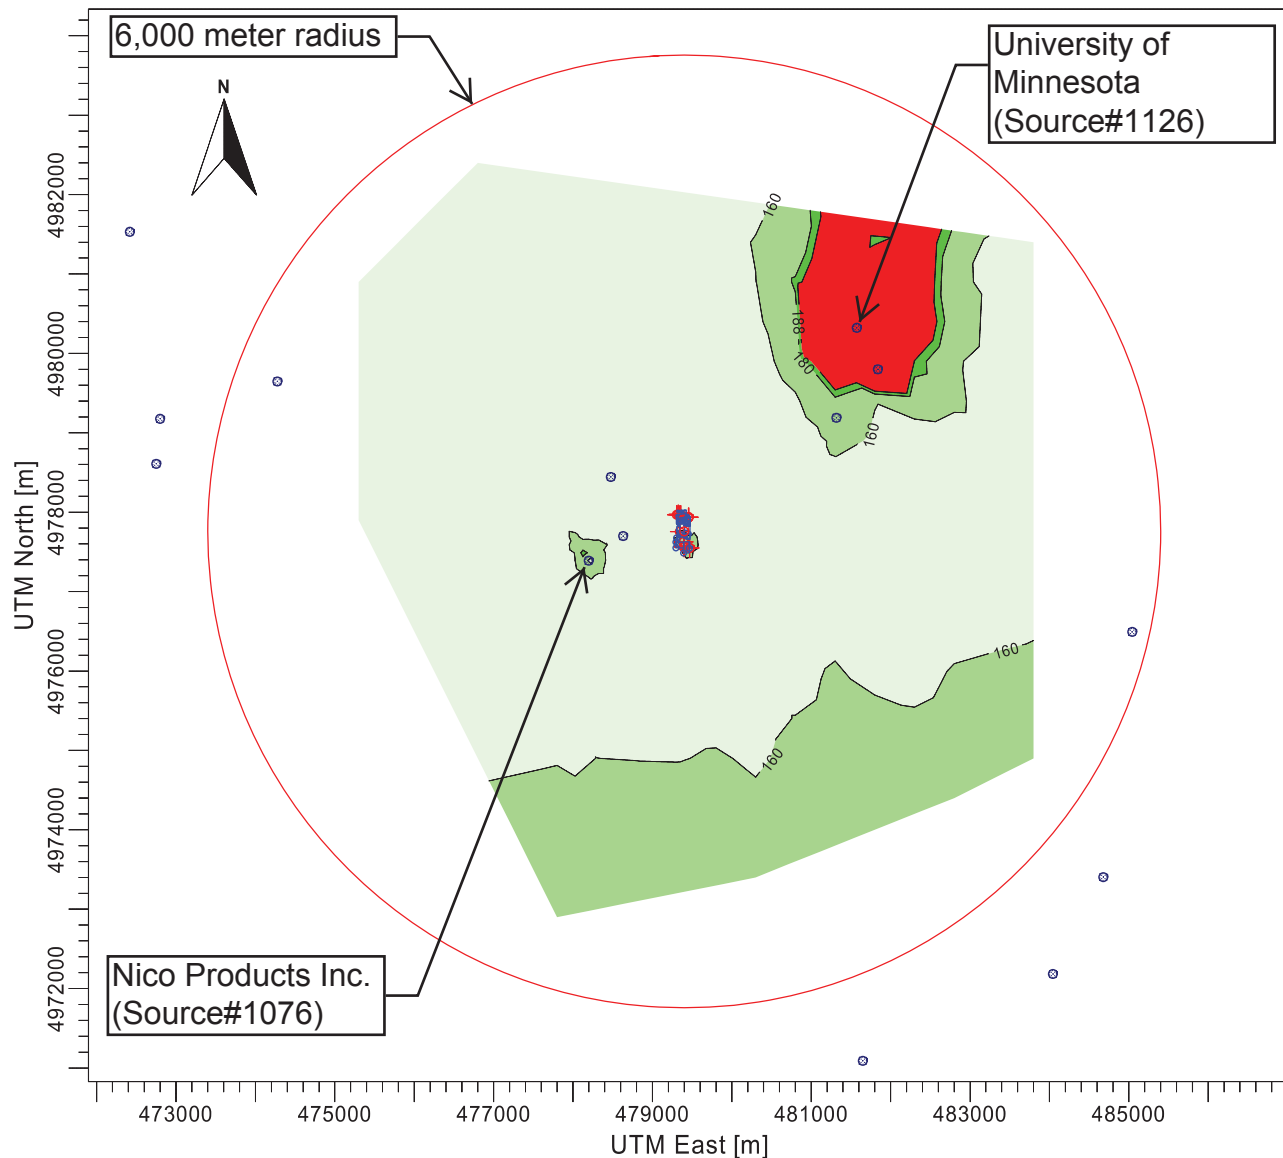 6,000 meter radius
University of
Minnesota
(Source#1126)
N
160
188
180
160
160
160
Nico Products Inc.
(Source#1076)
4982000
4980000
4978000
4976000
4974000
4972000
UTM North [m]
473000 475000 477000 479000 481000 483000 485000
UTM East [m]